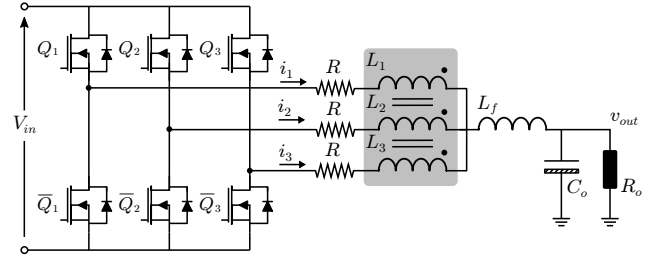 Q1 Q2 Q3
i1 R L1
Vin i2 R L2 Lf vout
i3 R L3
Q̅1 Q̅2 Q̅3 Co Ro